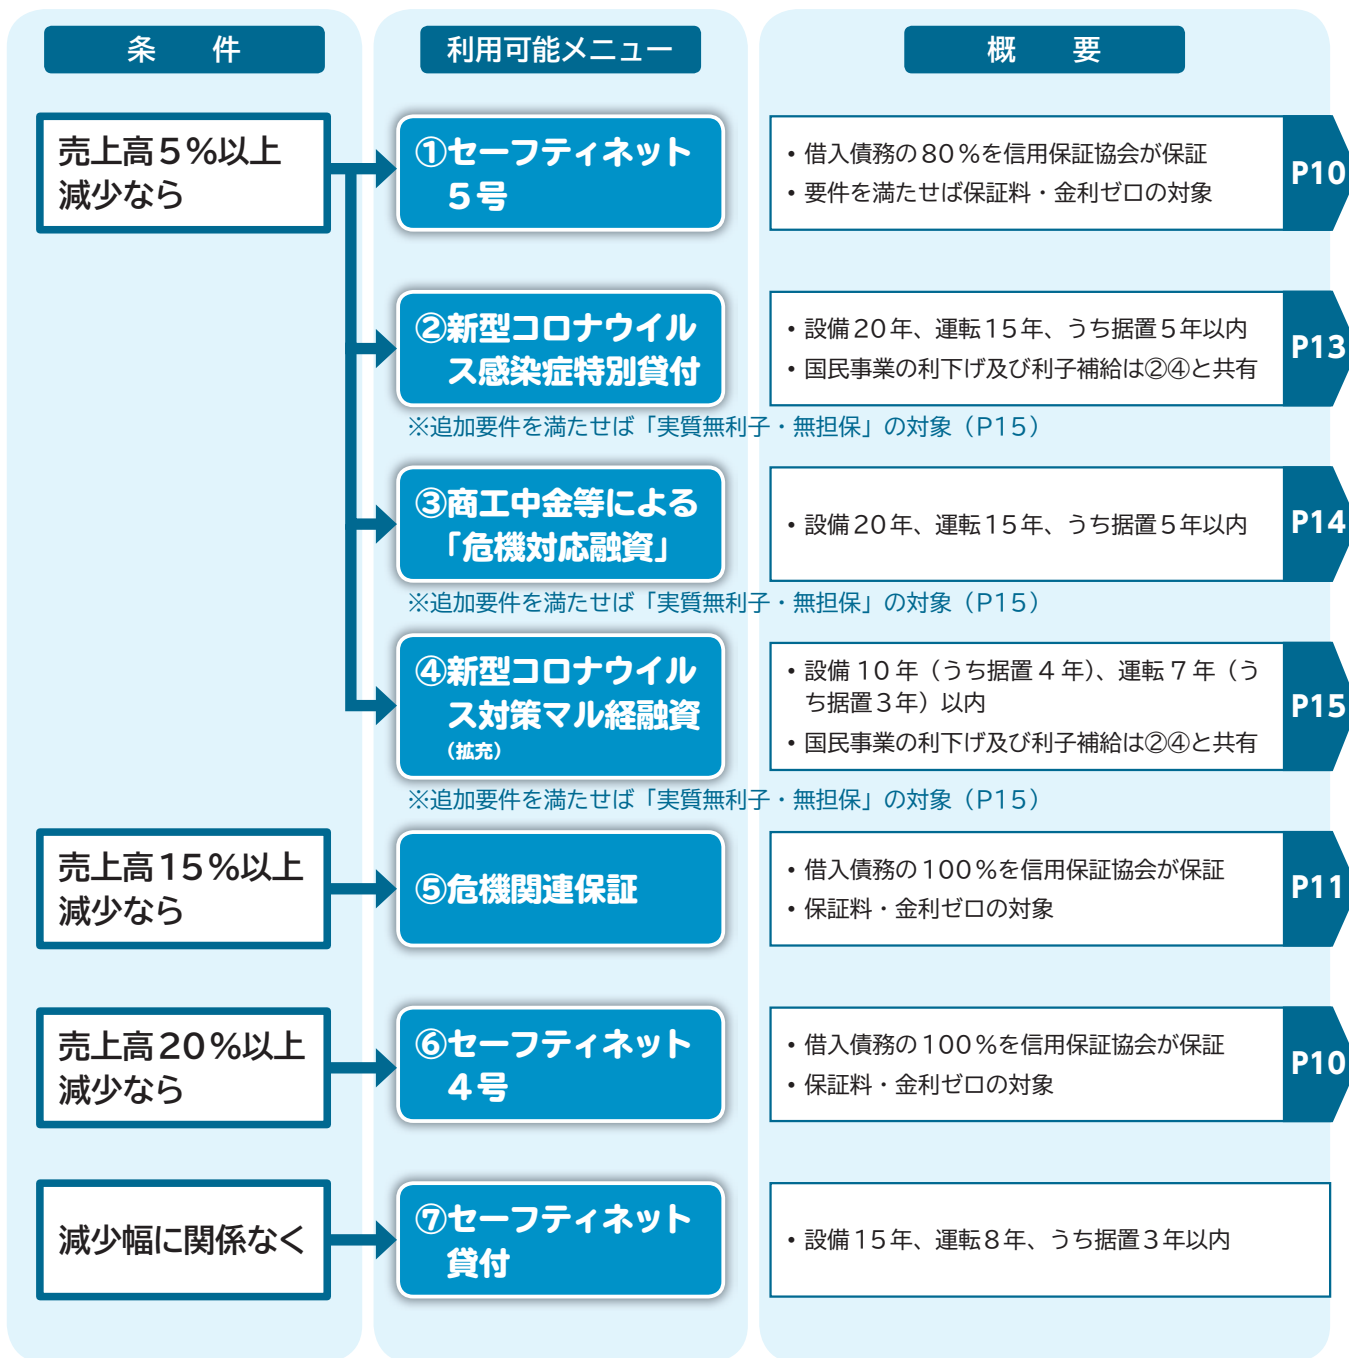 条　件
利用可能メニュー
概　要
売上高5％以上
減少なら
①セーフティネット
5号
・借入債務の80％を信用保証協会が保証
・要件を満たせば保証料・金利ゼロの対象
P10
②新型コロナウイル
ス感染症特別貸付
・設備20年、運転15年、うち据置5年以内
・国民事業の利下げ及び利子補給は②④と共有
P13
※追加要件を満たせば「実質無利子・無担保」の対象（P15）
③商工中金等による
「危機対応融資」
・設備20年、運転15年、うち据置5年以内
P14
※追加要件を満たせば「実質無利子・無担保」の対象（P15）
④新型コロナウイル
ス対策マル経融資
（拡充）
・設備10年（うち据置4年）、運転7年（う
ち据置3年）以内
・国民事業の利下げ及び利子補給は②④と共有
P15
※追加要件を満たせば「実質無利子・無担保」の対象（P15）
売上高15％以上
減少なら
⑤危機関連保証
・借入債務の100％を信用保証協会が保証
・保証料・金利ゼロの対象
P11
売上高20％以上
減少なら
⑥セーフティネット
4号
・借入債務の100％を信用保証協会が保証
・保証料・金利ゼロの対象
P10
減少幅に関係なく
⑦セーフティネット
貸付
・設備15年、運転8年、うち据置3年以内